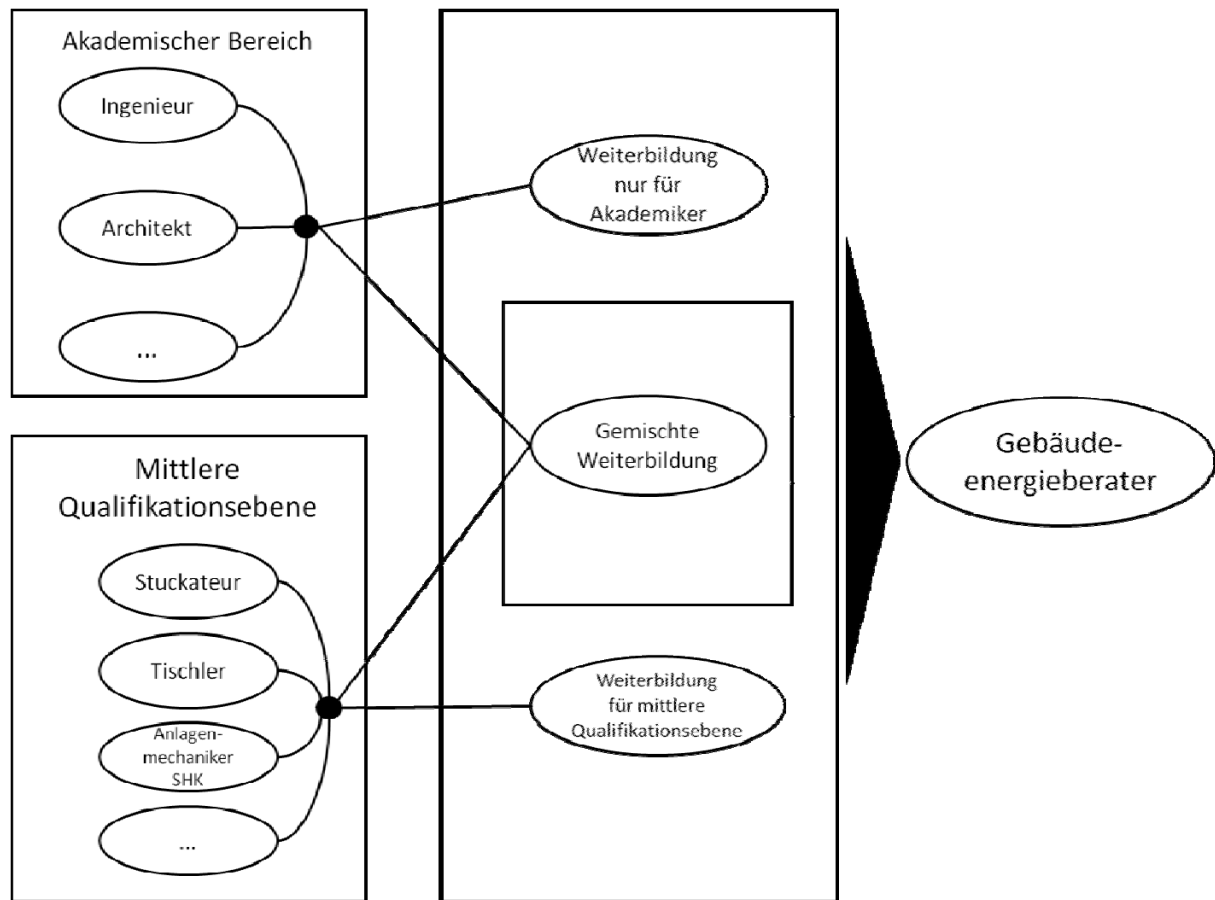 Akademischer Bereich
Ingenieur
Architekt
...
Mittlere
Qualifikationsebene
Stuckateur
Tischler
Anlagen-
mechaniker
SHK
...
Weiterbildung
nur für
Akademiker
Gemischte
Weiterbildung
Weiterbildung
für mittlere
Qualifikationsebene
Gebäude-
energieberater